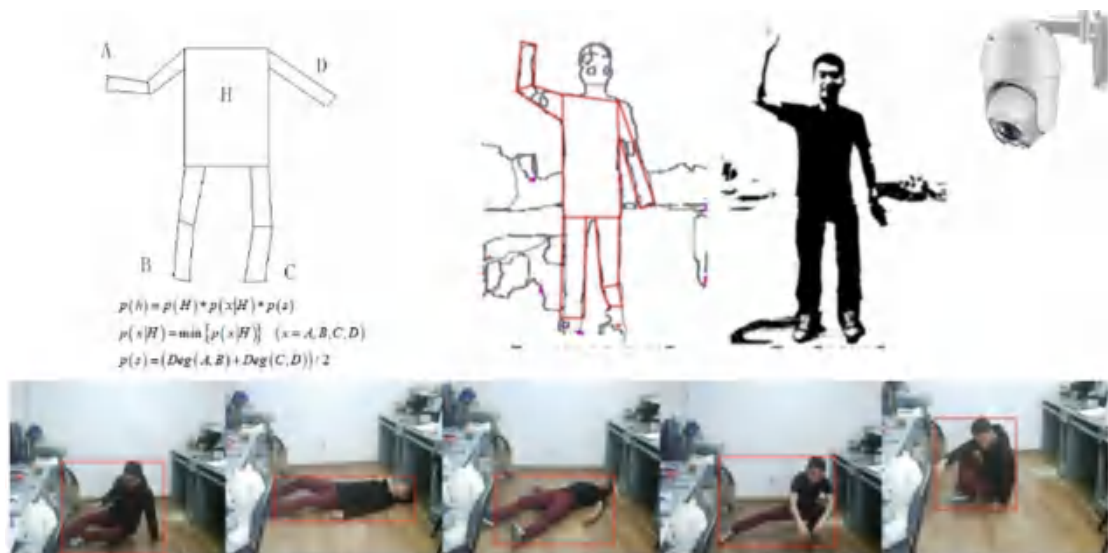 A
D
H
B
C
p(h)=p(H)*p(x|H)*p(s)
p(x|H)=min{p(x|H)} (x=A,B,C,D)
p(s)=(Deg(A,B)+Deg(C,D))/2